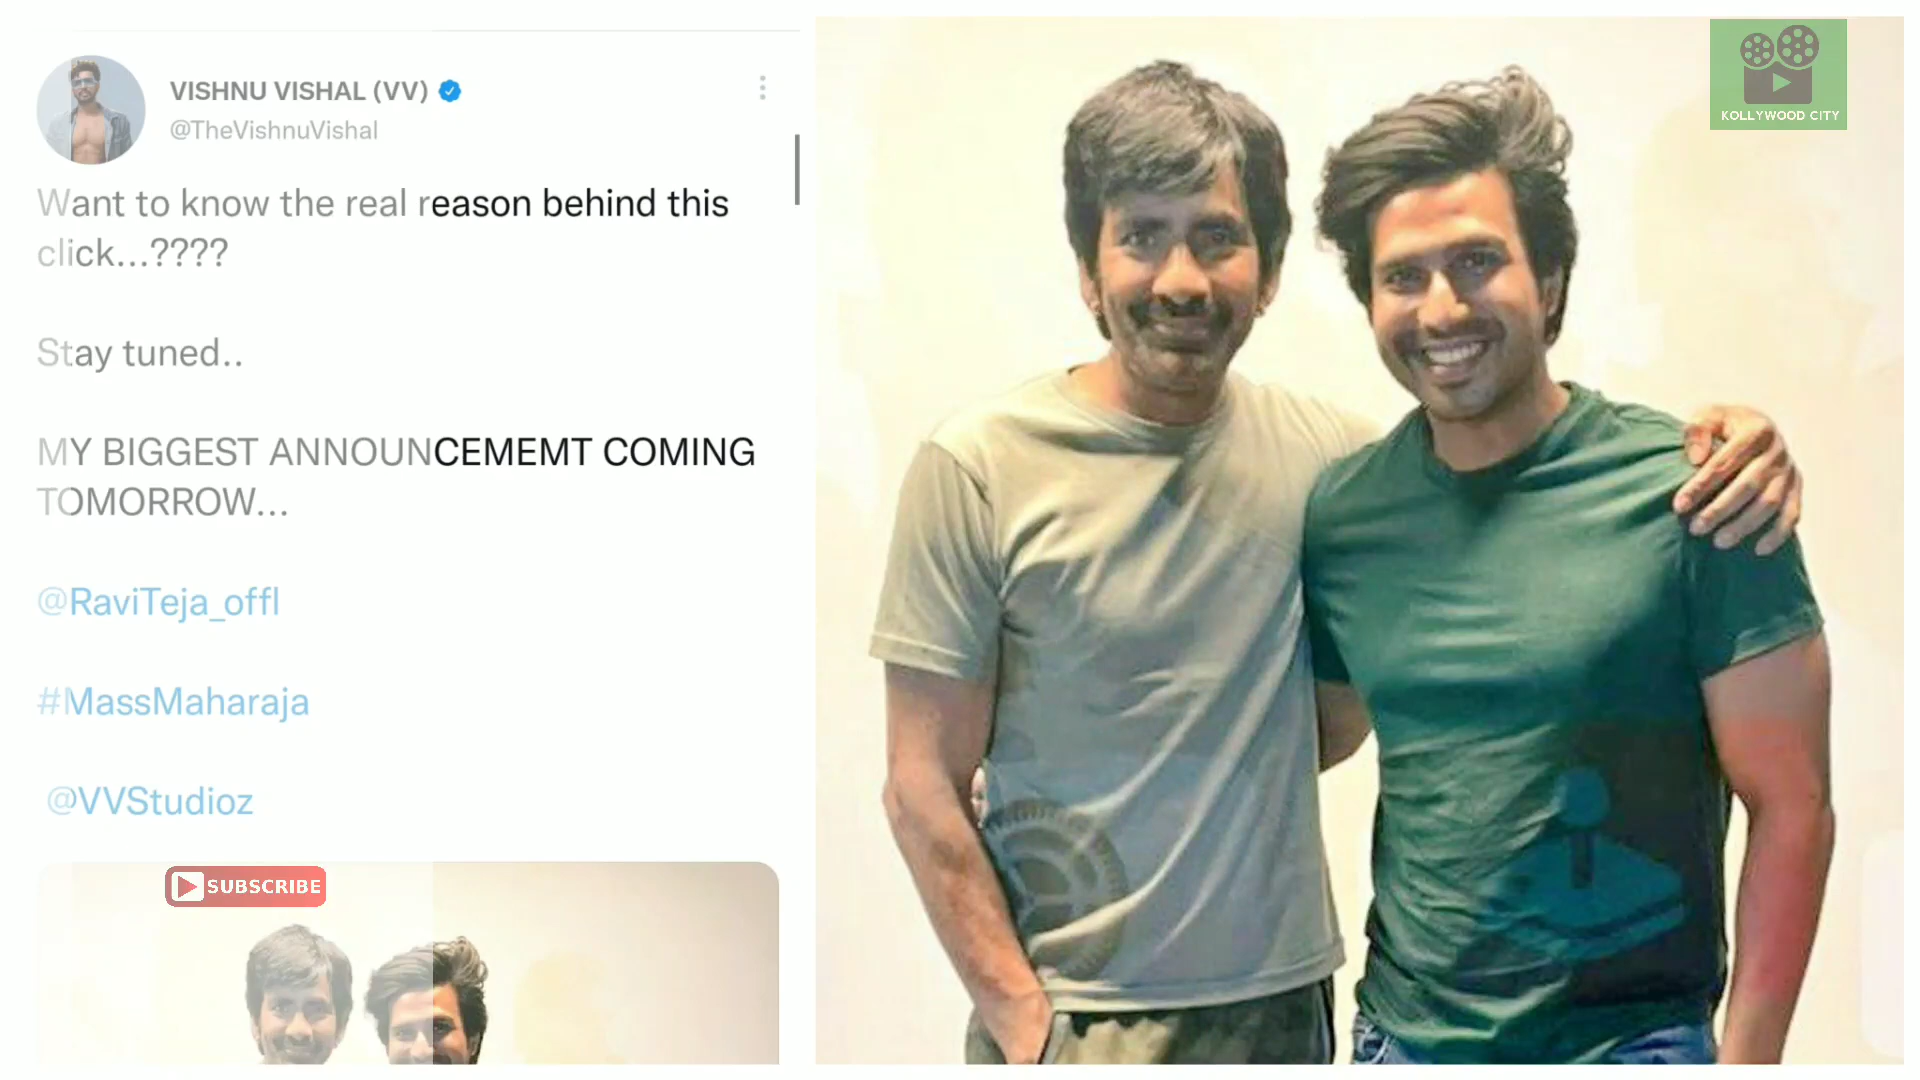 VISHNU VISHAL (VV)
@TheVishnuVishal
Want to know the real reason behind this
click...????
Stay tuned..
MY BIGGEST ANNOUNCEMEMT COMING
TOMORROW...
@RaviTeja_offl
#MassMaharaja
@VVStudioz
SUBSCRIBE
KOLLYWOOD CITY